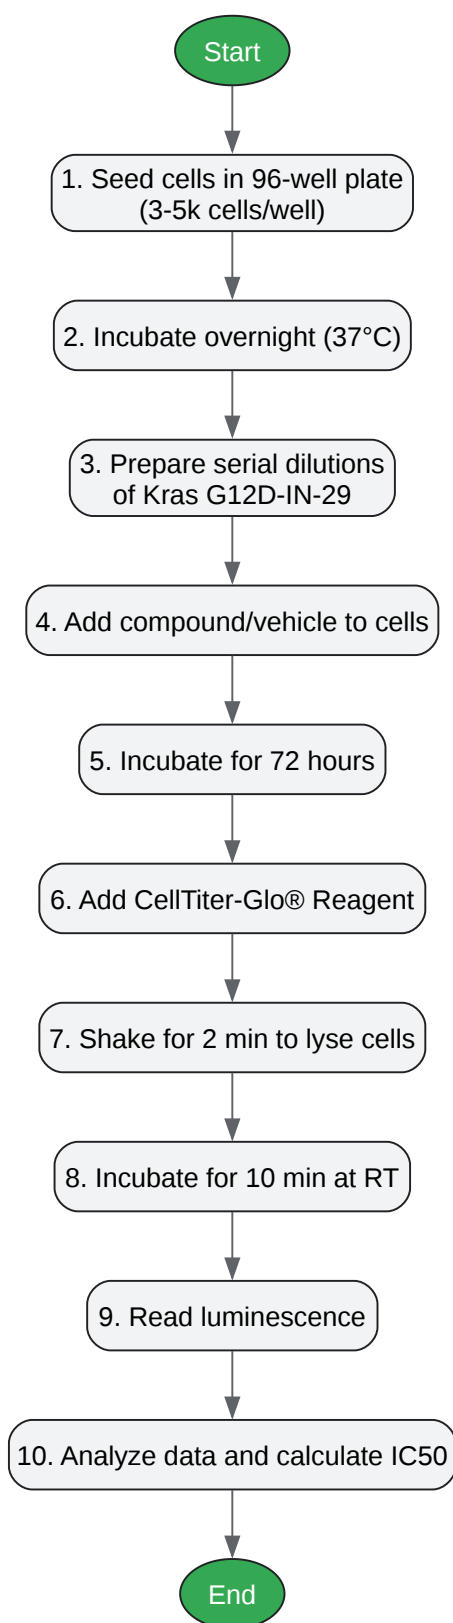 Start
1. Seed cells in 96-well plate
(3-5k cells/well)
2. Incubate overnight (37°C)
3. Prepare serial dilutions
of Kras G12D-IN-29
4. Add compound/vehicle to cells
5. Incubate for 72 hours
6. Add CellTiter-Glo® Reagent
7. Shake for 2 min to lyse cells
8. Incubate for 10 min at RT
9. Read luminescence
10. Analyze data and calculate IC50
End